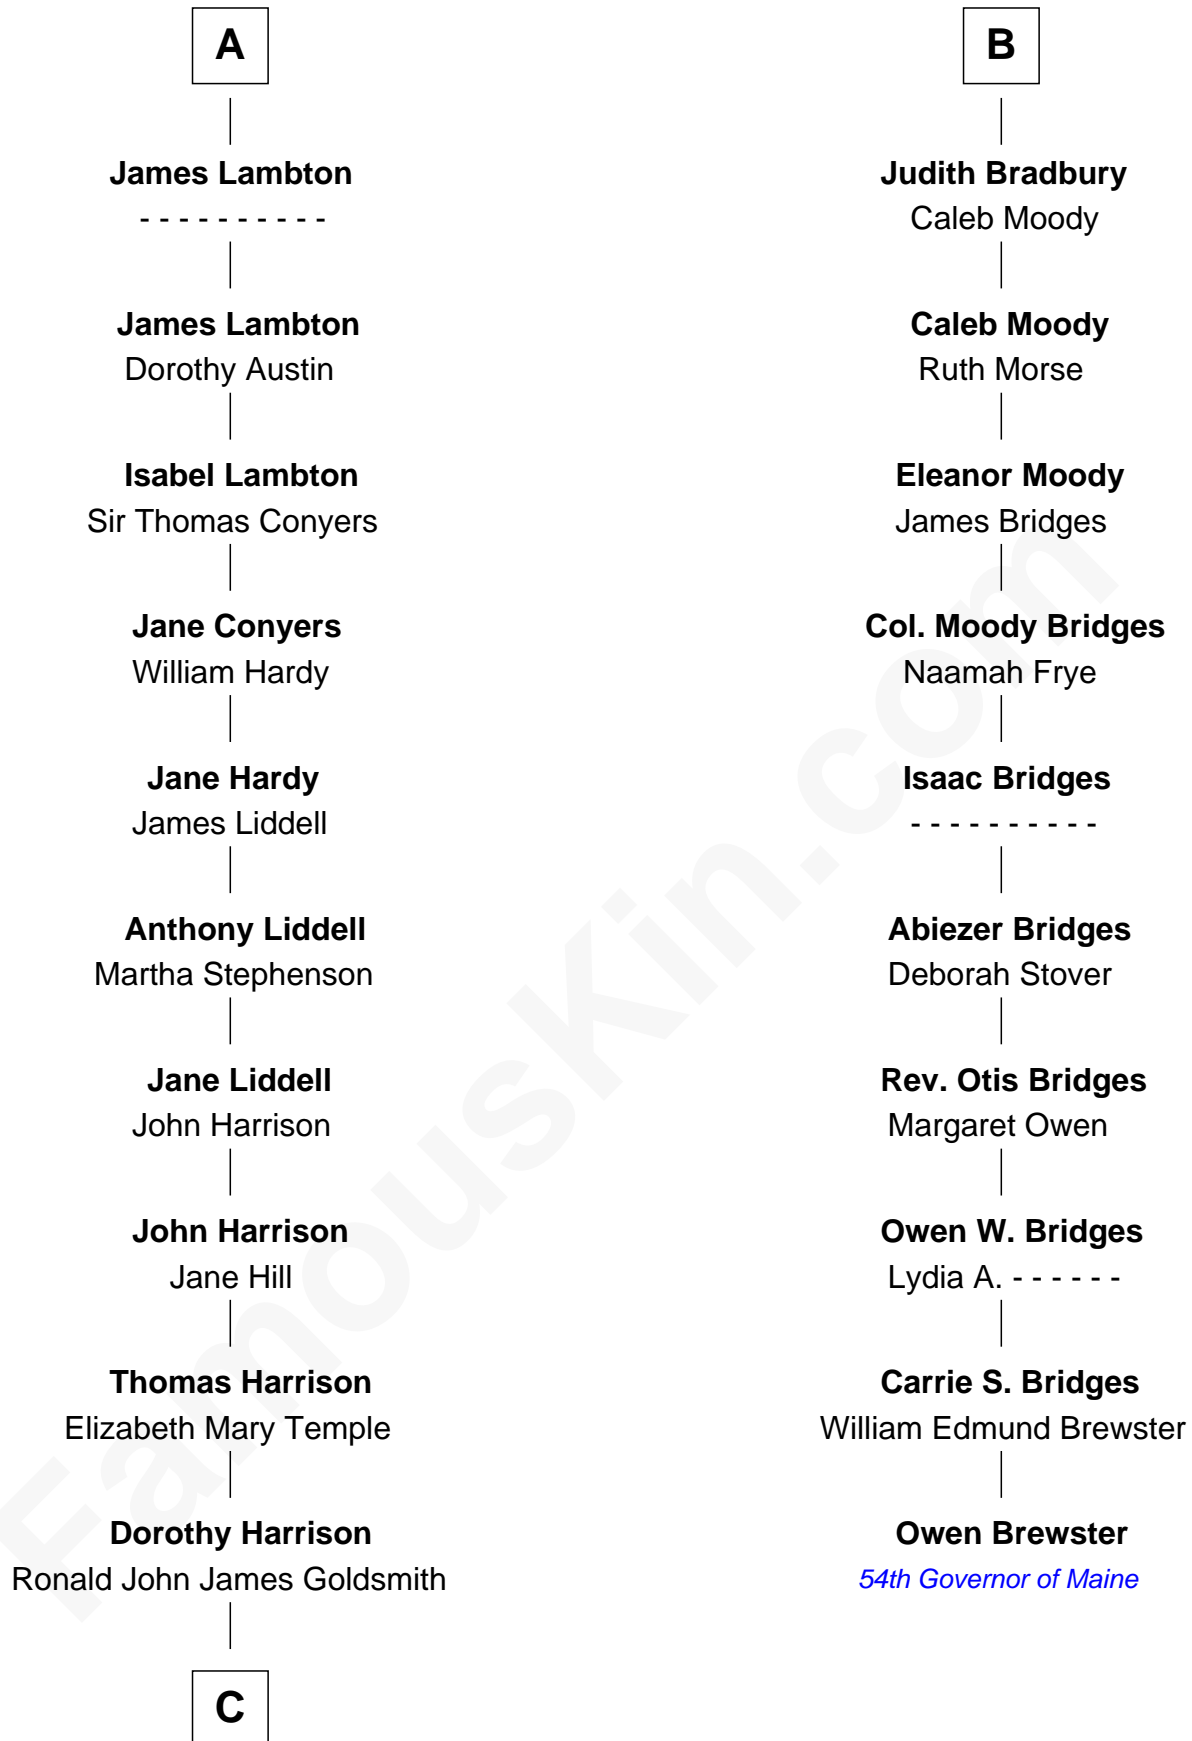 A
James Lambton
- - - - - - - - - -
James Lambton
Dorothy Austin
Isabel Lambton
Sir Thomas Conyers
Jane Conyers
William Hardy
Jane Hardy
James Liddell
Anthony Liddell
Martha Stephenson
Jane Liddell
John Harrison
John Harrison
Jane Hill
Thomas Harrison
Elizabeth Mary Temple
Dorothy Harrison
Ronald John James Goldsmith
C
B
Judith Bradbury
Caleb Moody
Caleb Moody
Ruth Morse
Eleanor Moody
James Bridges
Col. Moody Bridges
Naamah Frye
Isaac Bridges
- - - - - - - - - -
Abiezer Bridges
Deborah Stover
Rev. Otis Bridges
Margaret Owen
Owen W. Bridges
Lydia A. - - - - - -
Carrie S. Bridges
William Edmund Brewster
Owen Brewster
54th Governor of Maine
FamousKin.com